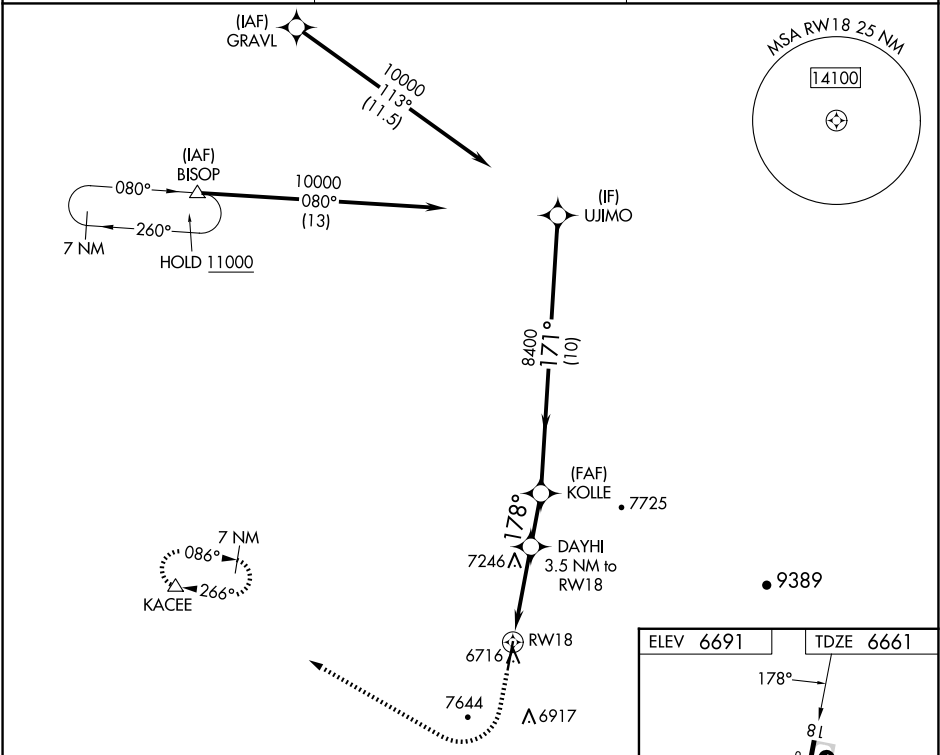 (IAF)
GRAVL
10000
113°
(11.5)
MSA RW18 25 NM
14100
(IAF)
BISOP
080°
260°
7 NM
HOLD 11000
10000
080°
(13)
(IF)
UJIMO
8400
171°
(10)
(FAF)
KOLLE
7725
178°
DAYHI
3.5 NM to
RW18
7246
9389
7 NM
086°
266°
KACEE
RW18
6716
7644
6917
ELEV 6691
TDZE 6661
178°
18